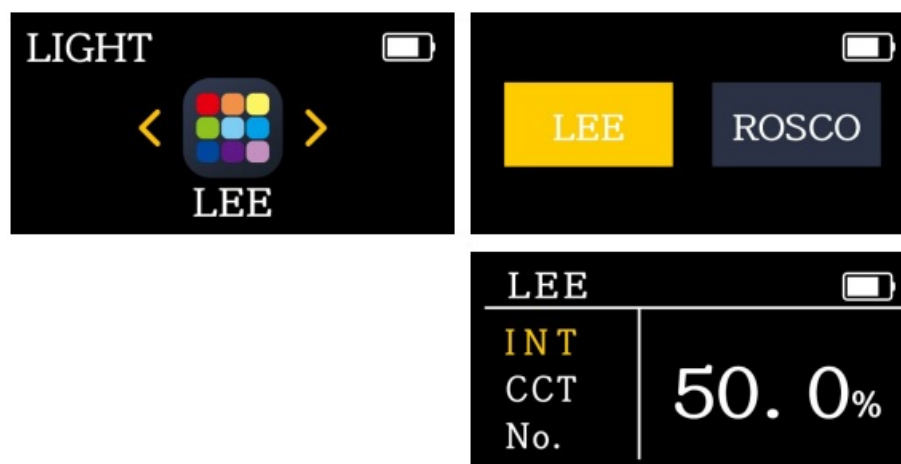 LIGHT
LEE
LEE
ROSCO
LEE
INT
CCT
No.
50.0%